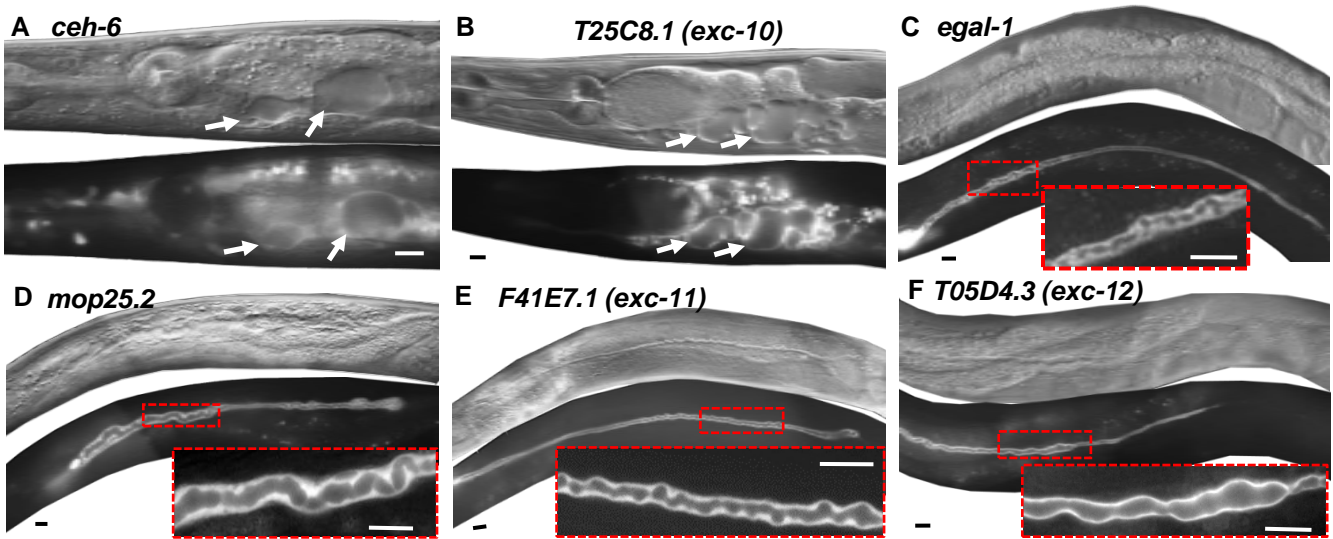 A ceh-6
B T25C8.1 (exc-10)
C egal-1
D mop25.2
E F41E7.1 (exc-11)
F T05D4.3 (exc-12)